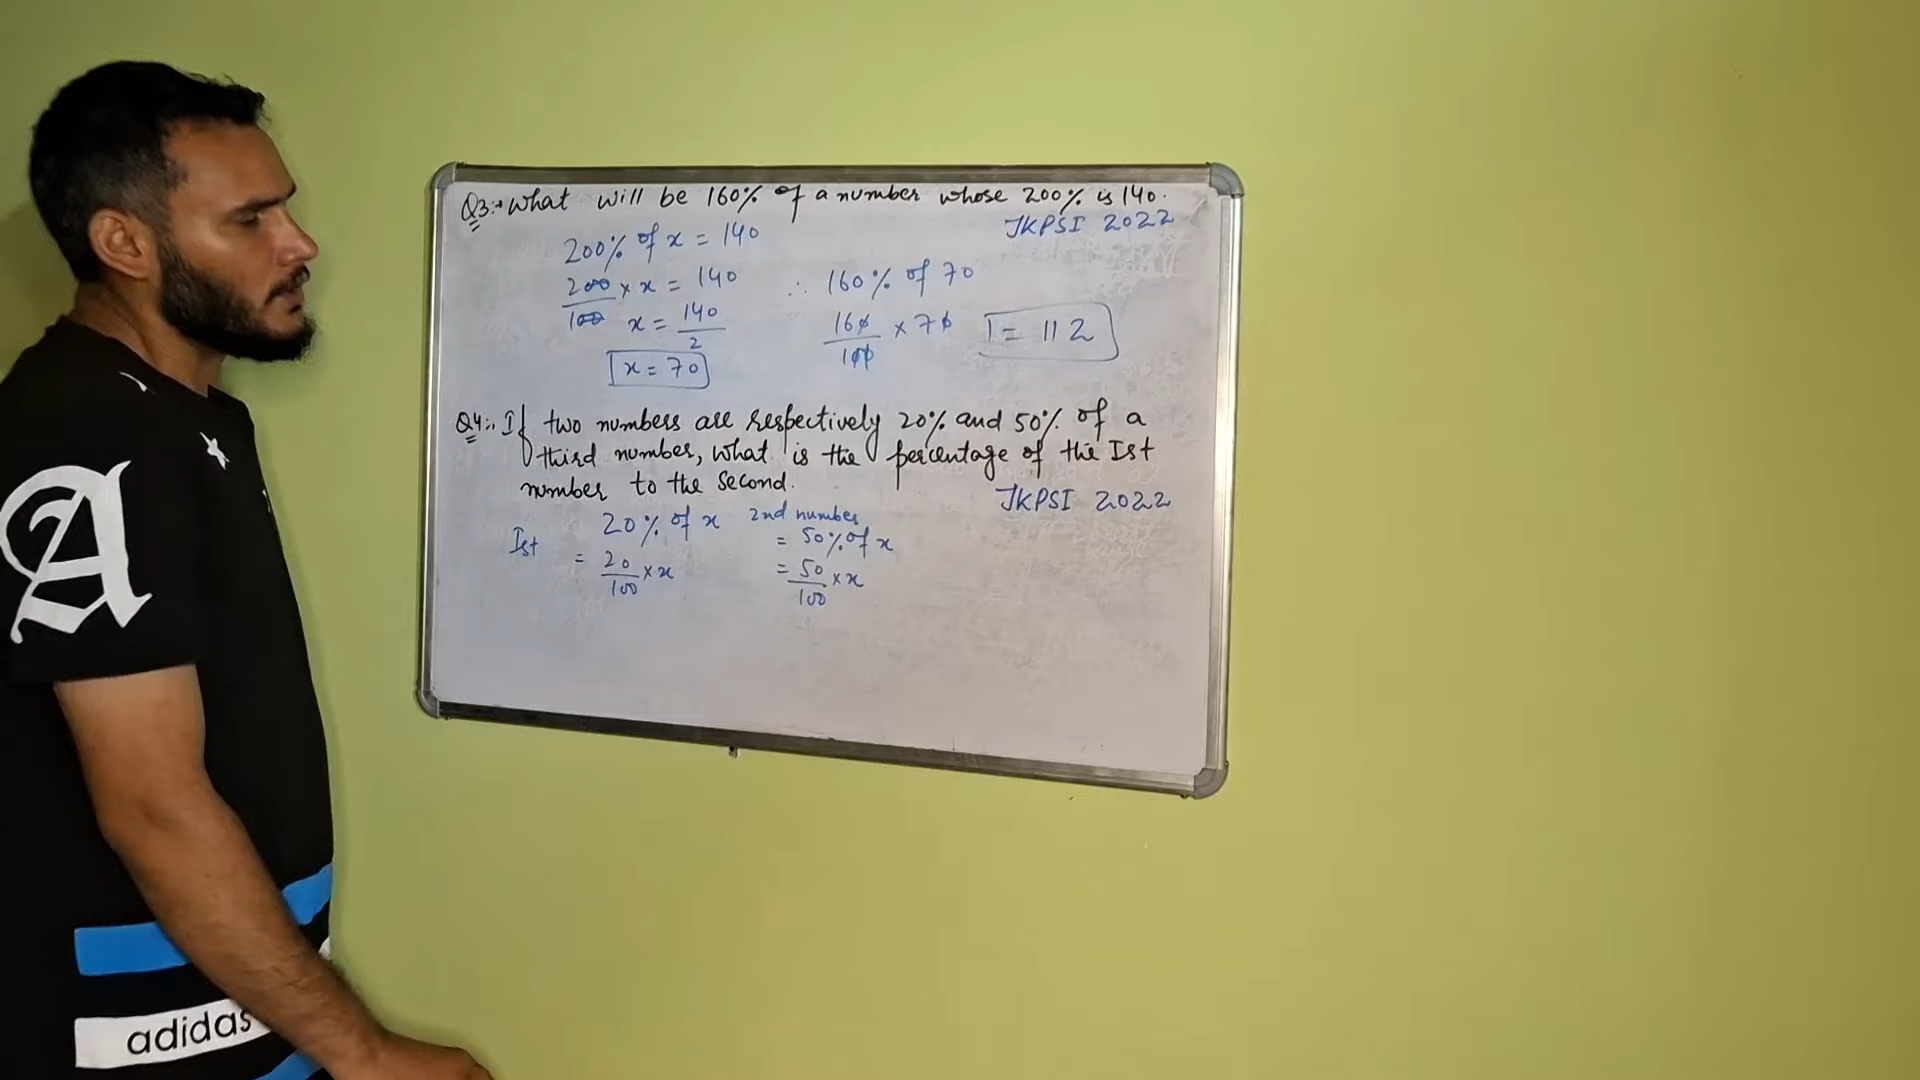 Q3:→ What will be 160% of a number whose 200% is 140.
JKPSI 2022
200% of x = 140
200/100 × x = 140
x = 140/2
x = 70
∴ 160% of 70
160/100 × 70
= 112
Q4:. If two numbers are respectively 20% and 50% of a
third number, what is the percentage of the Ist
number to the second.
JKPSI 2022
Ist 20% of x
= 20/100 × x
2nd number
= 50% of x
= 50/100 × x
A
adidas